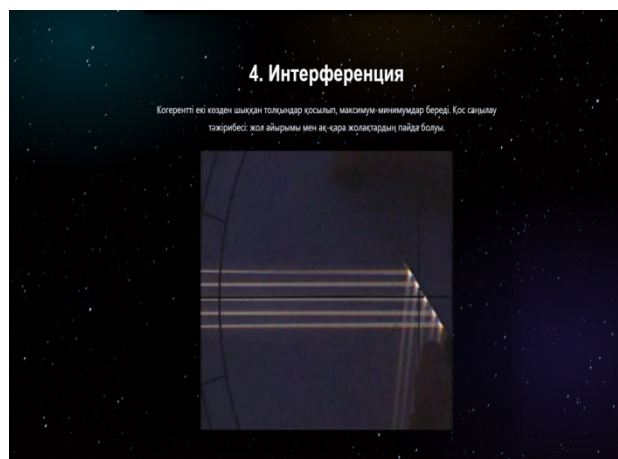 4. Интерференция
Когерентті екі көзден шыққан толқындар қосылып, максимум-минимумдар береді. Қос саңылау
тәжірибесі: жол айырымы мен ақ-қара жолақтардың пайда болуы.